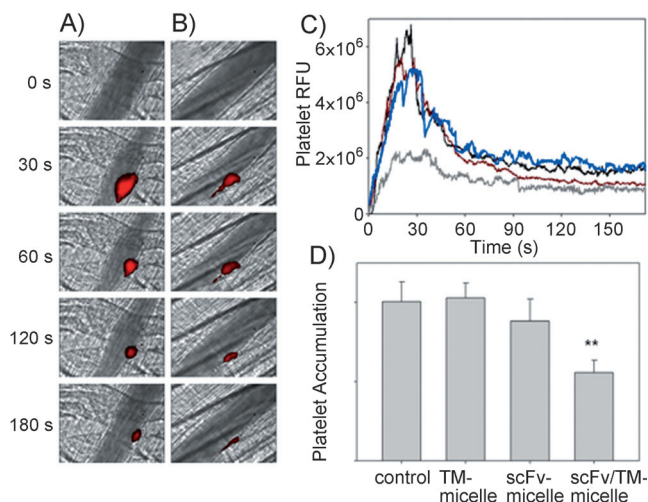 A)
B)
0 s
30 s
60 s
120 s
180 s
C)
Platelet RFU
6x10⁶
4x10⁶
2x10⁶
0
0 30 60 90 120 150
Time (s)
D)
Platelet Accumulation
**
control TM- scFv- scFv/TM-
micelle micelle micelle